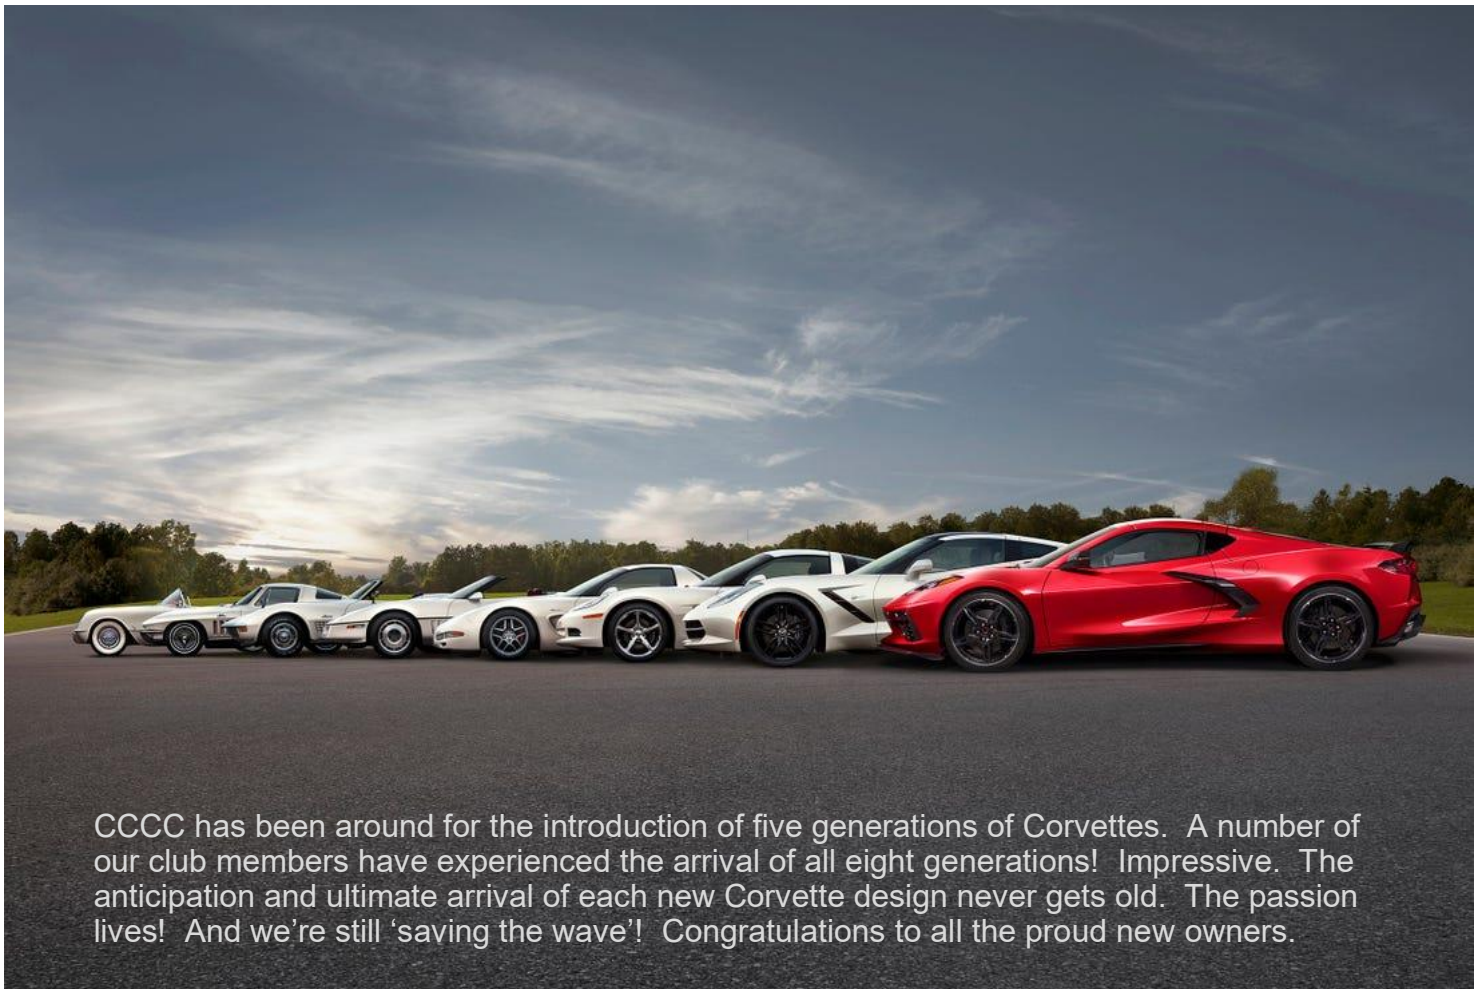 CCCC has been around for the introduction of five generations of Corvettes.  A number of
our club members have experienced the arrival of all eight generations!  Impressive.  The
anticipation and ultimate arrival of each new Corvette design never gets old.  The passion
lives!  And we’re still ‘saving the wave’!  Congratulations to all the proud new owners.